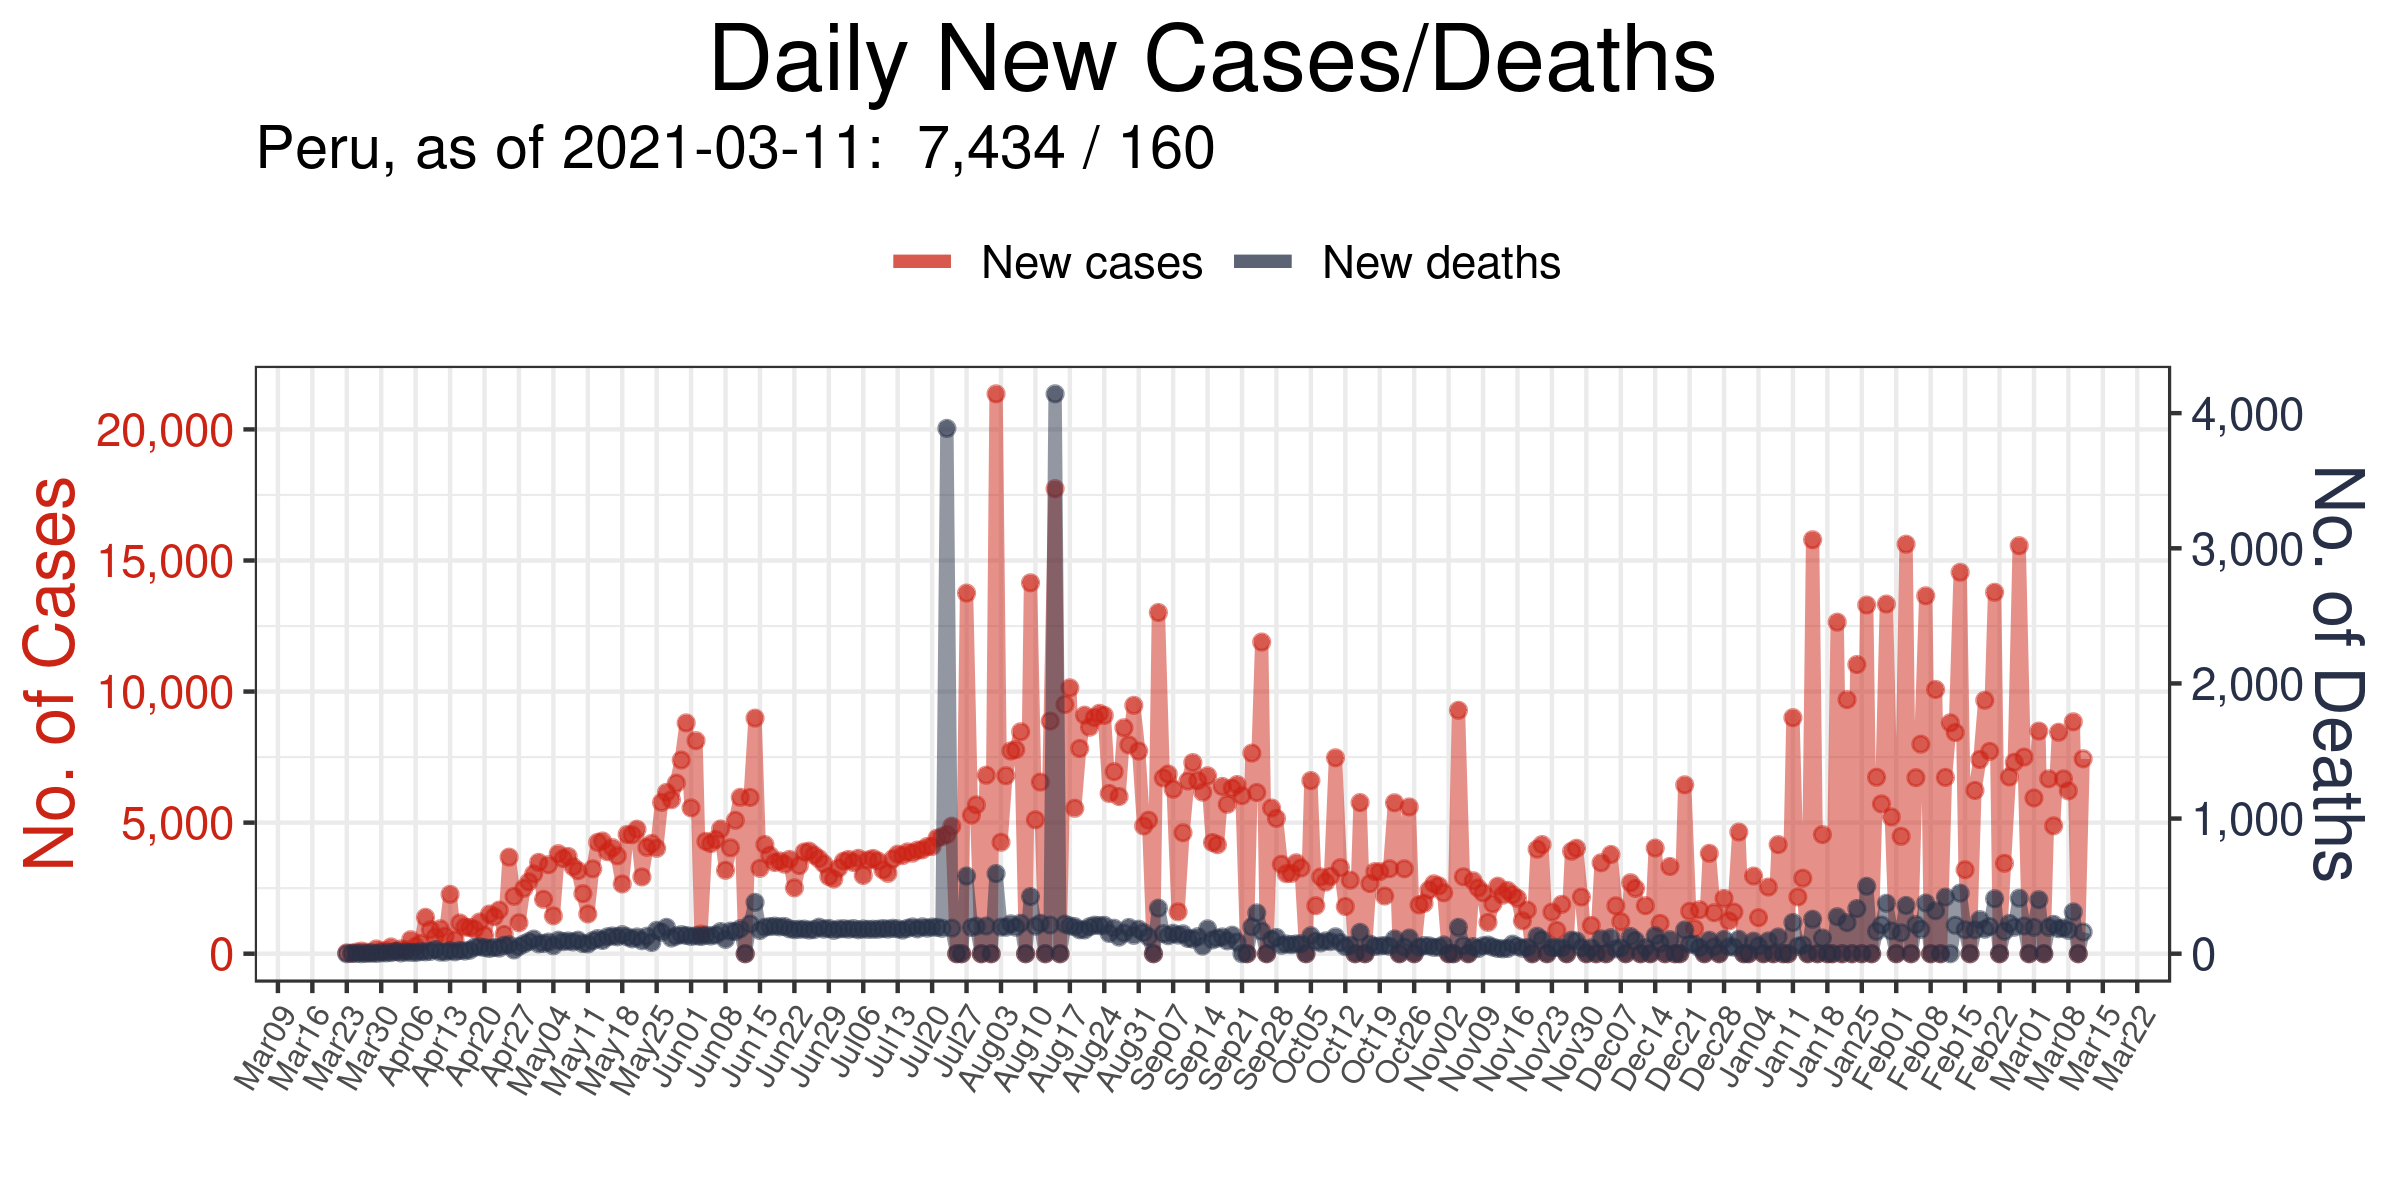 Daily New Cases/Deaths
Peru, as of 2021-03-11:  7,434 / 160
New cases New deaths
No. of Cases
20,000
15,000
10,000
5,000
0
4,000
3,000
2,000
1,000
0
No. of Deaths
Mar09 Mar16 Mar23 Mar30 Apr06 Apr13 Apr20 Apr27 May04 May11 May18 May25 Jun01 Jun08 Jun15 Jun22 Jun29 Jul06 Jul13 Jul20 Jul27 Aug03 Aug10 Aug17 Aug24 Aug31 Sep07 Sep14 Sep21 Sep28 Oct05 Oct12 Oct19 Oct26 Nov02 Nov09 Nov16 Nov23 Nov30 Dec07 Dec14 Dec21 Dec28 Jan04 Jan11 Jan18 Jan25 Feb01 Feb08 Feb15 Feb22 Mar01 Mar08 Mar15 Mar22